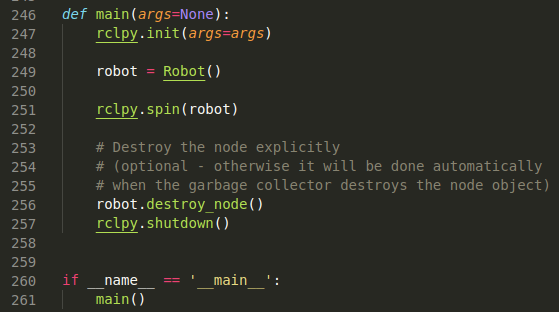 246 def main(args=None):
247     rclpy.init(args=args)
248
249     robot = Robot()
250
251     rclpy.spin(robot)
252
253     # Destroy the node explicitly
254     # (optional - otherwise it will be done automatically
255     # when the garbage collector destroys the node object)
256     robot.destroy_node()
257     rclpy.shutdown()
258
259
260 if __name__ == '__main__':
261     main()